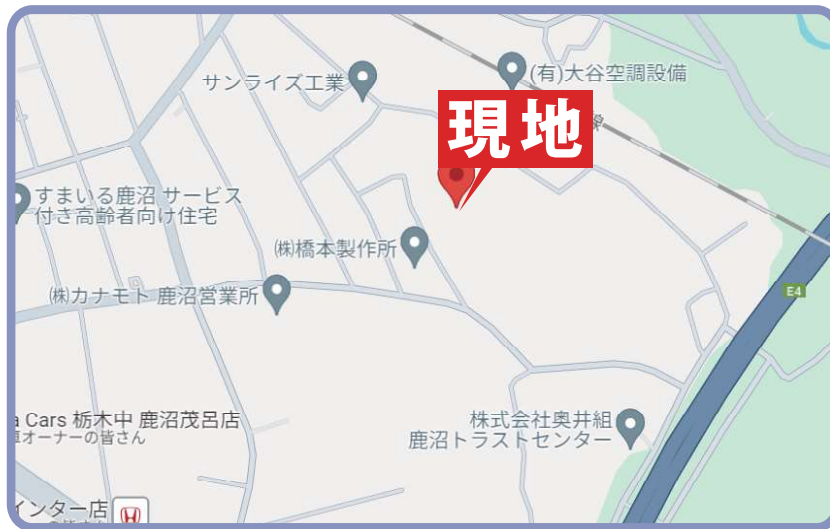 サンライズ工業
(有)大谷空調設備
現地
線
すまいる鹿沼 サービス
付き高齢者向け住宅
㈱橋本製作所
㈱カナモト 鹿沼営業所
E4
a Cars 栃木中 鹿沼茂呂店
オーナーの皆さん
株式会社奥井組
鹿沼トラストセンター
インター店